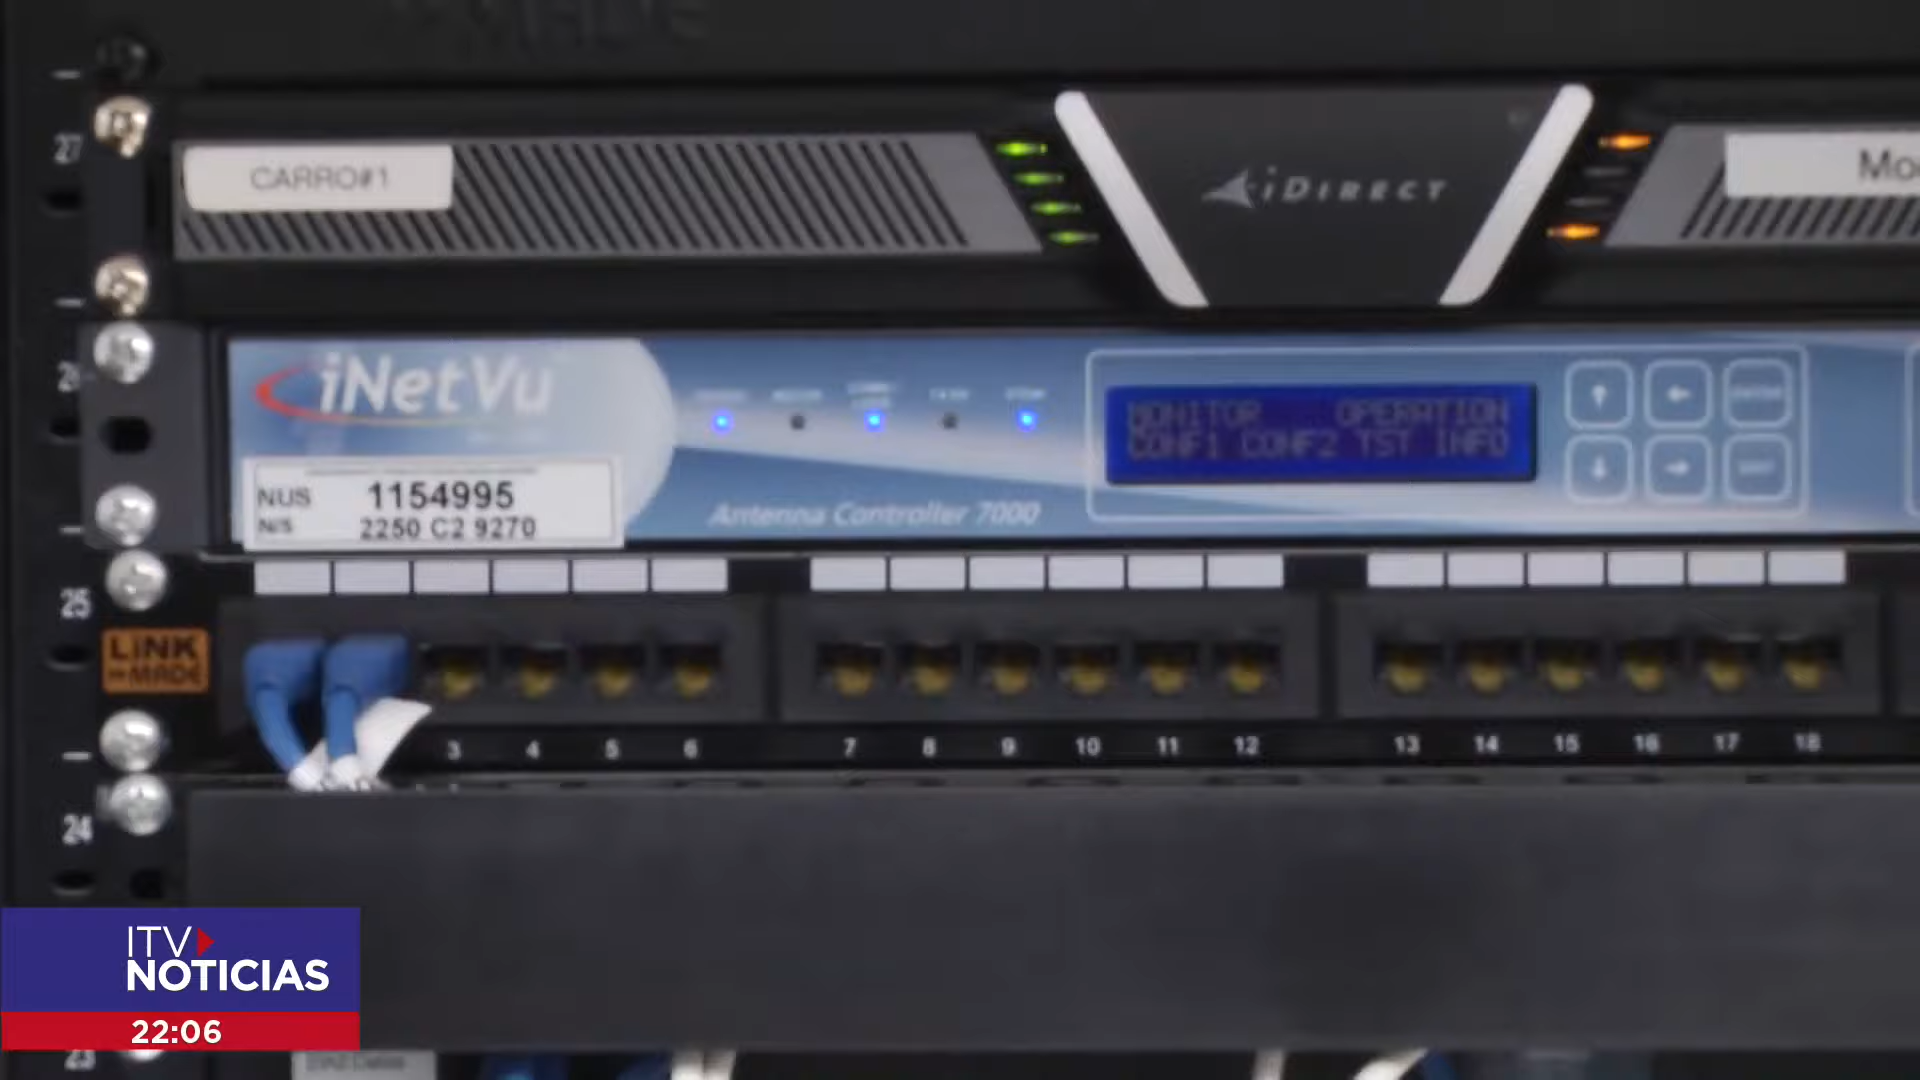 27
CARRO#1
iDIRECT
iNetVu
MONITOR OPERATION
CONF1 CONF2 TST INFO
NUS 1154995
N/S 2250 C2 9270
Antenna Controller 7000
25
LINK
3 4 5 6 7 8 9 10 11 12 13 14 15 16 17 18
24
ITV
NOTICIAS
22:06
23